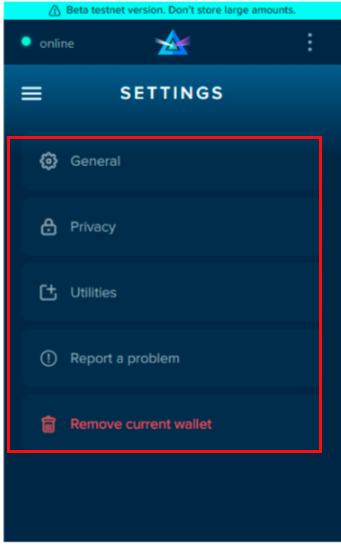 Beta testnet version. Don't store large amounts.
online
SETTINGS
General
Privacy
Utilities
Report a problem
Remove current wallet